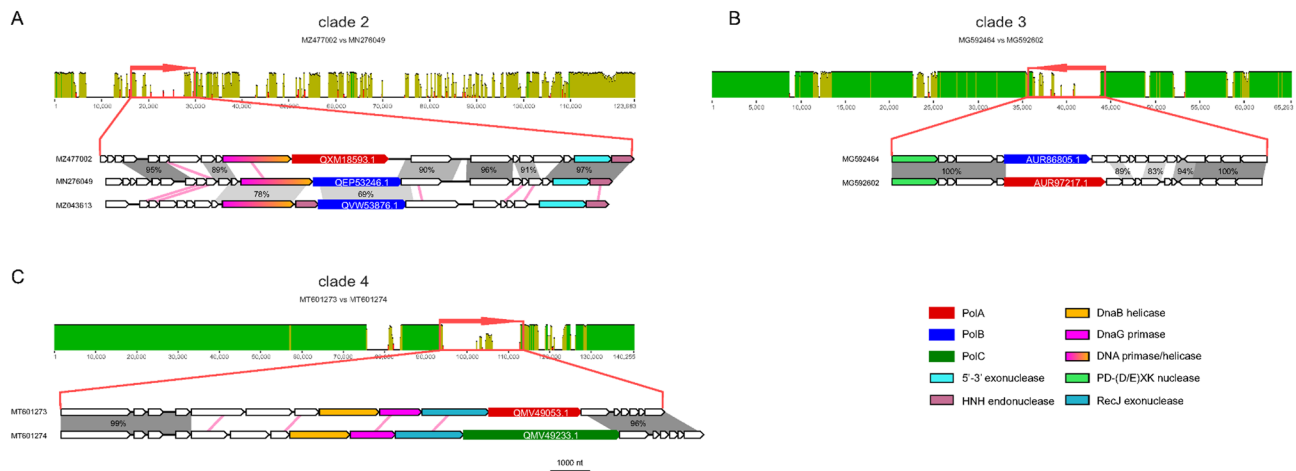 A
clade 2
MZ477002 vs MN276049
1 10,000 20,000 30,000 40,000 50,000 60,000 70,000 80,000 90,000 100,000 110,000
MZ477002
QXM18593.1
95% 89% 90% 96% 91% 97%
MN276049
QEP53246.1
78% 69%
MZ043613
QVW53876.1
B
clade 3
MG592464 vs MG592602
1 5,000 10,000 15,000 20,000 25,000 30,000 35,000 40,000 45,000 50,000 55,000 60,000 65,263
MG592464
AUR86805.1
100% 89% 83% 94% 100%
MG592602
AUR97217.1
C
clade 4
MT601273 vs MT601274
1 10,000 20,000 30,000 40,000 50,000 60,000 70,000 80,000 90,000 100,000 110,000 120,000 130,000
MT601273
QMV49053.1
99% 96%
MT601274
QMV49233.1
1000 nt
PolA
PolB
PolC
5'-3' exonuclease
HNH endonuclease
DnaB helicase
DnaG primase
DNA primase/helicase
PD-(D/E)XK nuclease
RecJ exonuclease